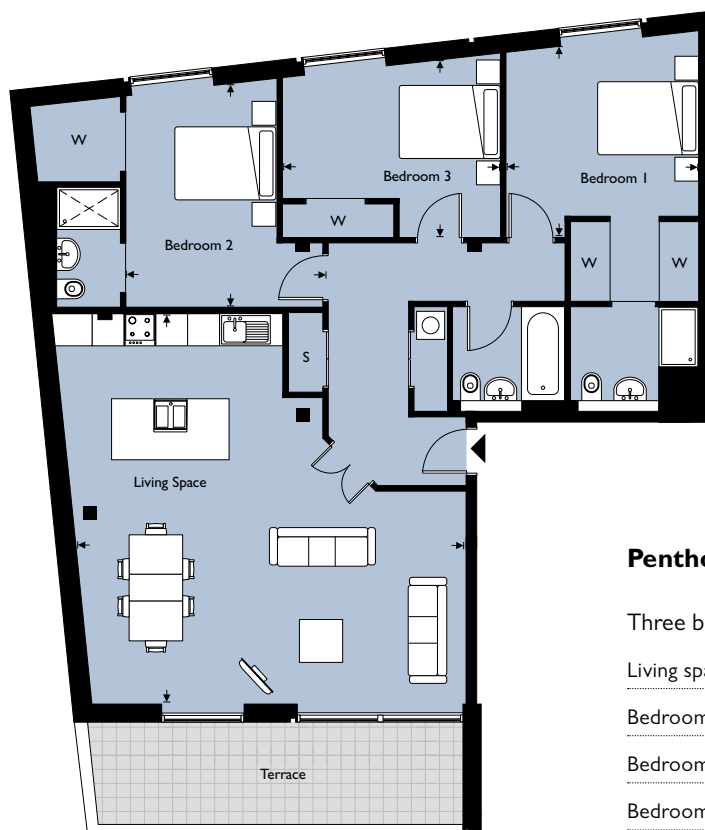 W
Bedroom 3
Bedroom 1
W
Bedroom 2
W
W
S
Living Space
Terrace
Three b
Living spa
Bedroom
Bedroom
Bedroom